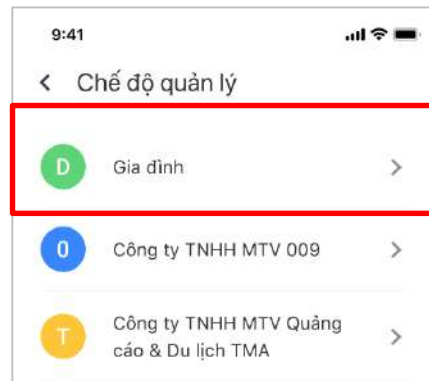 9:41
Chế độ quản lý
D
Gia đình
0
Công ty TNHH MTV 009
T
Công ty TNHH MTV Quảng
cáo & Du lịch TMA